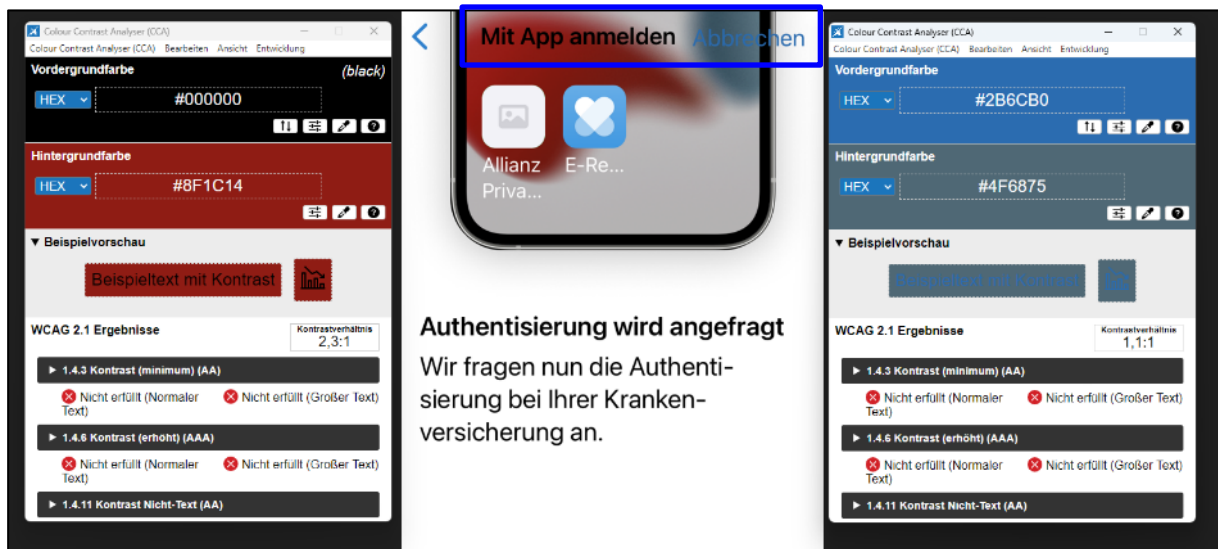 Colour Contrast Analyser (CCA)
Colour Contrast Analyser (CCA) Bearbeiten Ansicht Entwicklung
Vordergrundfarbe (black)
HEX #000000
Hintergrundfarbe
HEX #8F1C14
▼ Beispielvorschau
Beispieltext mit Kontrast
WCAG 2.1 Ergebnisse
Kontrastverhältnis
2,3:1
▶ 1.4.3 Kontrast (minimum) (AA)
Nicht erfüllt (Normaler Text) Nicht erfüllt (Großer Text)
▶ 1.4.6 Kontrast (erhöht) (AAA)
Nicht erfüllt (Normaler Text) Nicht erfüllt (Großer Text)
▶ 1.4.11 Kontrast Nicht-Text (AA)
Mit App anmelden Abbrechen
Allianz Priva...
E-Re...
Authentisierung wird angefragt
Wir fragen nun die Authenti-
sierung bei Ihrer Kranken-
versicherung an.
Colour Contrast Analyser (CCA)
Colour Contrast Analyser (CCA) Bearbeiten Ansicht Entwicklung
Vordergrundfarbe
HEX #2B6CB0
Hintergrundfarbe
HEX #4F6875
▼ Beispielvorschau
Beispieltext mit Kontrast
WCAG 2.1 Ergebnisse
Kontrastverhältnis
1,1:1
▶ 1.4.3 Kontrast (minimum) (AA)
Nicht erfüllt (Normaler Text) Nicht erfüllt (Großer Text)
▶ 1.4.6 Kontrast (erhöht) (AAA)
Nicht erfüllt (Normaler Text) Nicht erfüllt (Großer Text)
▶ 1.4.11 Kontrast Nicht-Text (AA)